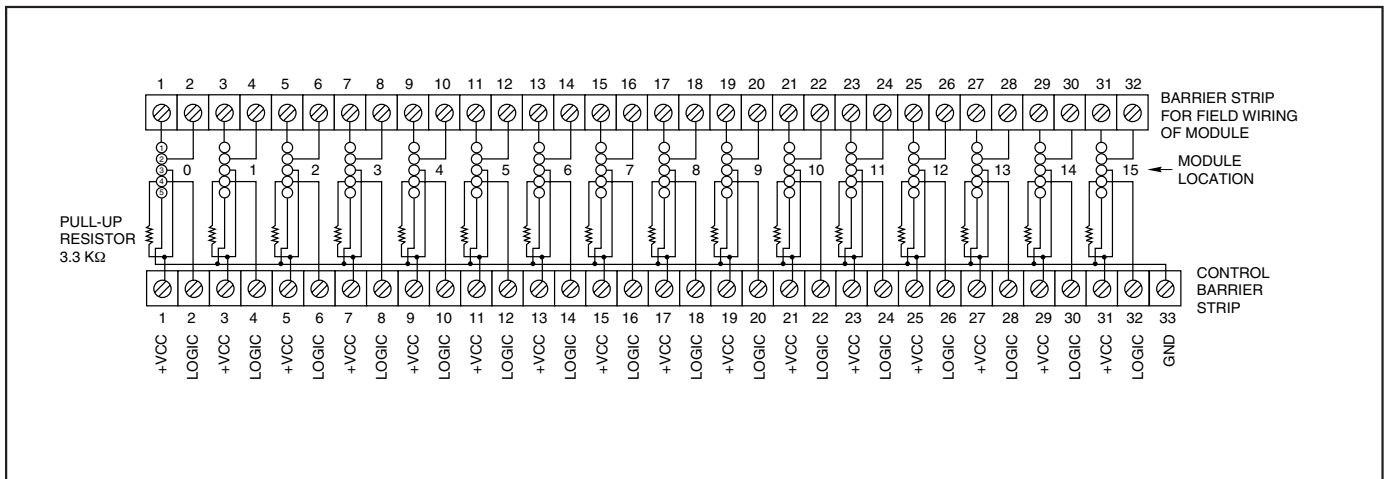 1 2 3 4 5 6 7 8 9 10 11 12 13 14 15 16 17 18 19 20 21 22 23 24 25 26 27 28 29 30 31 32
BARRIER STRIP
FOR FIELD WIRING
OF MODULE
1
2
3
4
5
0 1 2 3 4 5 6 7 8 9 10 11 12 13 14 15
MODULE
LOCATION
PULL-UP
RESISTOR
3.3 KΩ
CONTROL
BARRIER
STRIP
1 2 3 4 5 6 7 8 9 10 11 12 13 14 15 16 17 18 19 20 21 22 23 24 25 26 27 28 29 30 31 32 33
+VCC LOGIC +VCC LOGIC +VCC LOGIC +VCC LOGIC +VCC LOGIC +VCC LOGIC +VCC LOGIC +VCC LOGIC +VCC LOGIC +VCC LOGIC +VCC LOGIC +VCC LOGIC +VCC LOGIC +VCC LOGIC +VCC LOGIC +VCC LOGIC GND